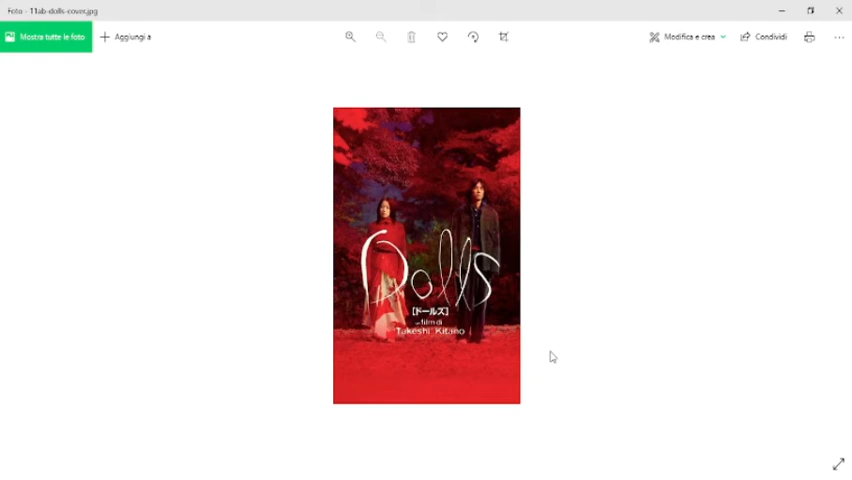 Foto - 11ab-dolls-cover.jpg
Mostra tutte le foto
Aggiungi a
Modifica e crea
Condividi
Dolls
[ドールズ]
un film di
Takeshi Kitano